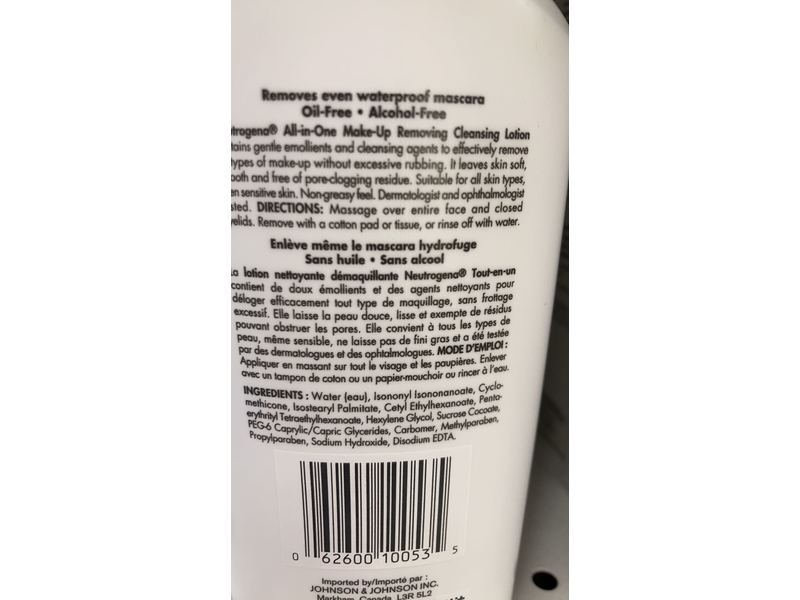 Removes even waterproof mascara
Oil-Free • Alcohol-Free
utrogena® All-in-One Make-Up Removing Cleansing Lotion
tains gentle emollients and cleansing agents to effectively remove
types of make-up without excessive rubbing. It leaves skin soft,
ooth and free of pore-clogging residue. Suitable for all skin types,
en sensitive skin. Non-greasy feel. Dermatologist and ophthalmologist
sted. DIRECTIONS: Massage over entire face and closed
yelids. Remove with a cotton pad or tissue, or rinse off with water.
Enlève même le mascara hydrofuge
Sans huile • Sans alcool
La lotion nettoyante démaquillante Neutrogena® Tout-en-un
contient de doux émollients et des agents nettoyants pour
déloger efficacement tout type de maquillage, sans frottage
excessif. Elle laisse la peau douce, lisse et exempte de résidus
pouvant obstruer les pores. Elle convient à tous les types de
peau, même sensible, ne laisse pas de fini gras et a été testée
par des dermatologues et des ophtalmologues. MODE D'EMPLOI :
Appliquer en massant sur tout le visage et les paupières. Enlever
avec un tampon de coton ou un papier-mouchoir ou rincer à l'eau.
INGREDIENTS : Water (eau), Isononyl Isononanoate, Cyclo-
methicone, Isostearyl Palmitate, Cetyl Ethylhexanoate, Penta-
erythrityl Tetraethylhexanoate, Hexylene Glycol, Sucrose Cocoate,
PEG-6 Caprylic/Capric Glycerides, Carbomer, Methylparaben,
Propylparaben, Sodium Hydroxide, Disodium EDTA.
0 62600 10053 5
Imported by/Importé par :
JOHNSON & JOHNSON INC.
Markham, Canada L3R 5L2